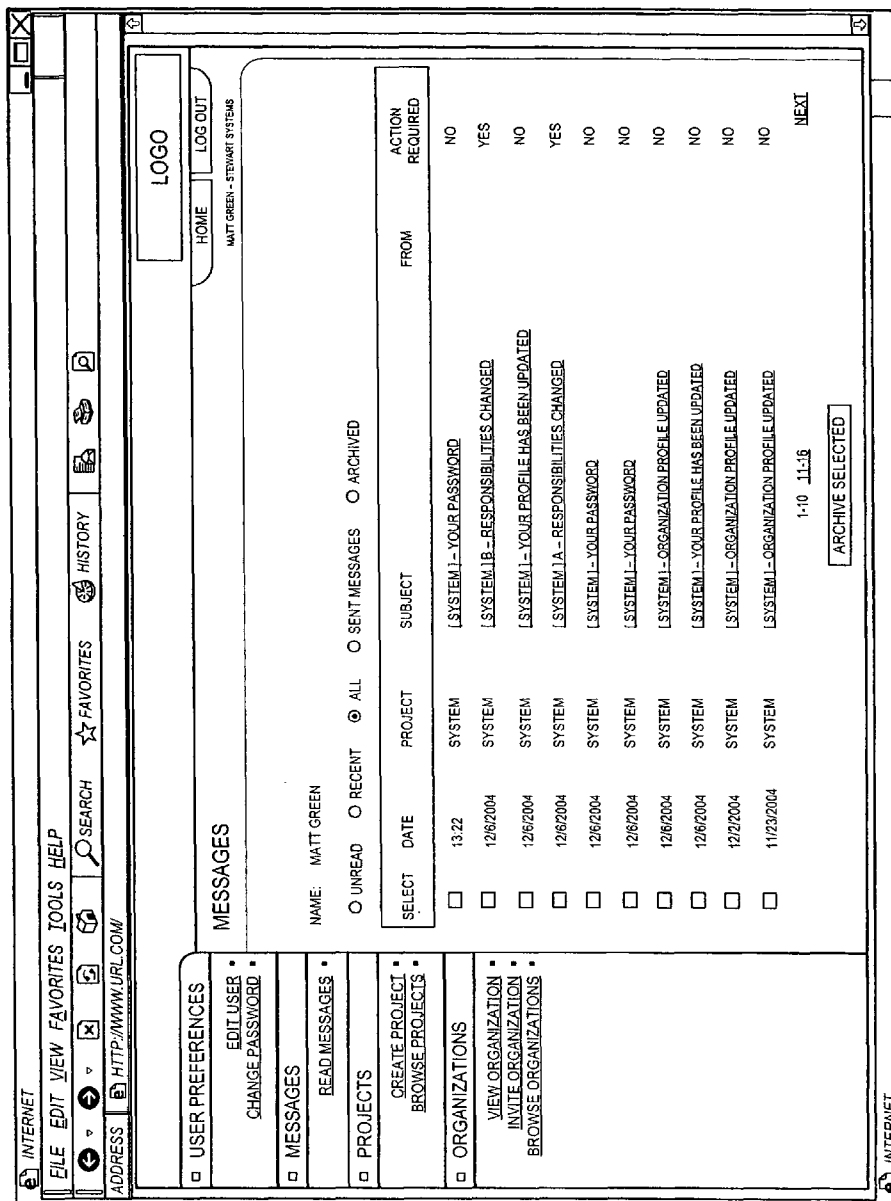 INTERNET
FILE EDIT VIEW FAVORITES TOOLS HELP
SEARCH FAVORITES HISTORY
ADDRESS HTTP://WWW.URL.COM/
LOGO
HOME LOG OUT
MATT GREEN – STEWART SYSTEMS
USER PREFERENCES
EDIT USER
CHANGE PASSWORD
MESSAGES
READ MESSAGES
PROJECTS
CREATE PROJECT
BROWSE PROJECTS
ORGANIZATIONS
VIEW ORGANIZATION
INVITE ORGANIZATION
BROWSE ORGANIZATIONS
MESSAGES
NAME: MATT GREEN
UNREAD RECENT ALL SENT MESSAGES ARCHIVED
SELECT DATE PROJECT SUBJECT FROM ACTION REQUIRED
13:22 SYSTEM [SYSTEM] – YOUR PASSWORD NO
12/6/2004 SYSTEM [SYSTEM] B – RESPONSIBILITIES CHANGED YES
12/6/2004 SYSTEM [SYSTEM] – YOUR PROFILE HAS BEEN UPDATED NO
12/6/2004 SYSTEM [SYSTEM] A – RESPONSIBILITIES CHANGED YES
12/6/2004 SYSTEM [SYSTEM] – YOUR PASSWORD NO
12/6/2004 SYSTEM [SYSTEM] – YOUR PASSWORD NO
12/6/2004 SYSTEM [SYSTEM] – ORGANIZATION PROFILE UPDATED NO
12/6/2004 SYSTEM [SYSTEM] – YOUR PROFILE HAS BEEN UPDATED NO
12/2/2004 SYSTEM [SYSTEM] – ORGANIZATION PROFILE UPDATED NO
11/23/2004 SYSTEM [SYSTEM] – ORGANIZATION PROFILE UPDATED NO
1-10 11-16 NEXT
ARCHIVE SELECTED
INTERNET